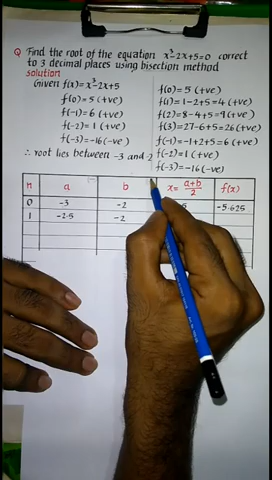 Q Find the root of the equation x³-2x+5=0 correct
to 3 decimal places using bisection method
solution
Given f(x)=x³-2x+5
f(0)=5 (+ve)
f(-1)=6 (+ve)
f(-2)=1 (+ve)
f(-3)=-16(-ve)
∴ root lies between -3 and -2
f(0)=5 (+ve)
f(1)=1-2+5=4 (+ve)
f(2)=8-4+5=9(+ve)
f(3)=27-6+5=26(+ve)
f(-1)=-1+2+5=6 (+ve)
f(-2)=1(+ve)
f(-3)=-16(-ve)
n a b x=a+b/2 f(x)
0 -3 -2 5 -5.625
1 -2.5 -2